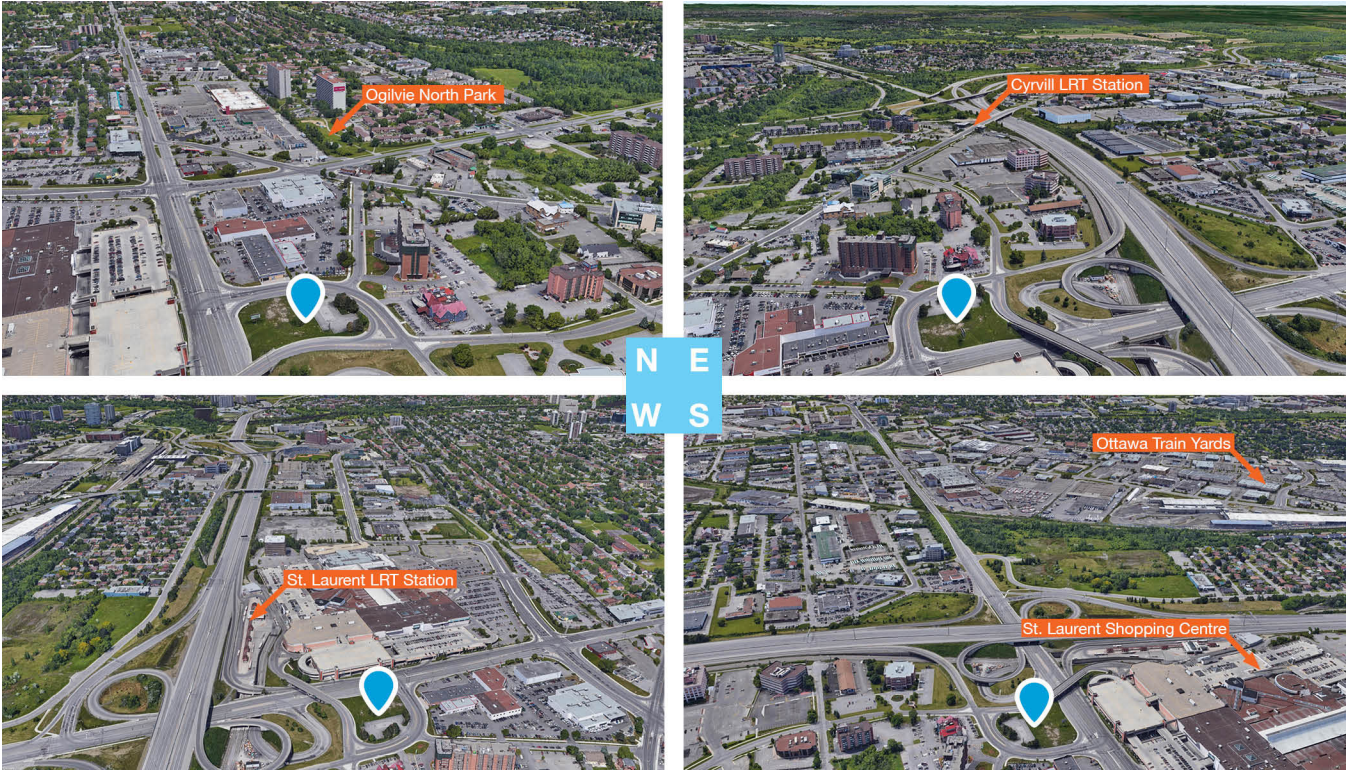 Ogilvie North Park
Cyrvill LRT Station
N E
W S
St. Laurent LRT Station
Ottawa Train Yards
St. Laurent Shopping Centre